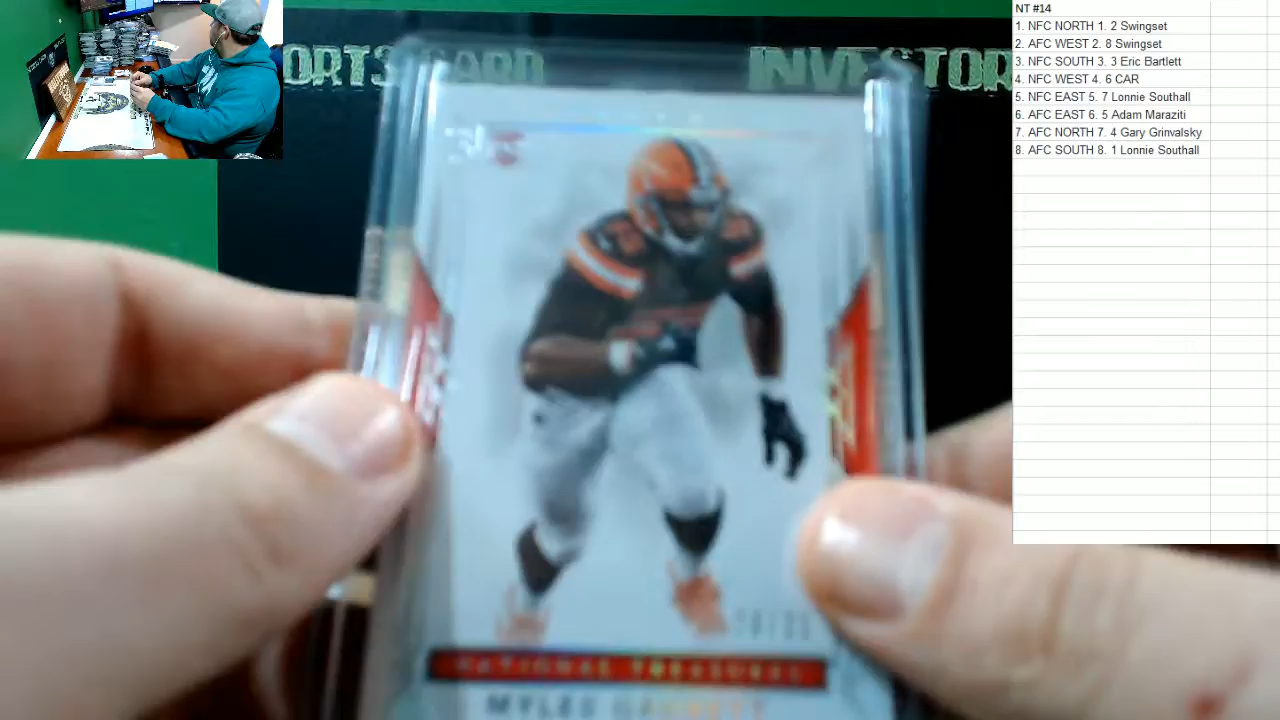 NT #14
1. NFC NORTH 1. 2 Swingset
2. AFC WEST 2. 8 Swingset
3. NFC SOUTH 3. 3 Eric Bartlett
4. NFC WEST 4. 6 CAR
5. NFC EAST 5. 7 Lonnie Southall
6. AFC EAST 6. 5 Adam Maraziti
7. AFC NORTH 7. 4 Gary Grinvalsky
8. AFC SOUTH 8. 1 Lonnie Southall
ORTS CARD INVESTOR
NATIONAL TREASURES
MYLES GARRETT